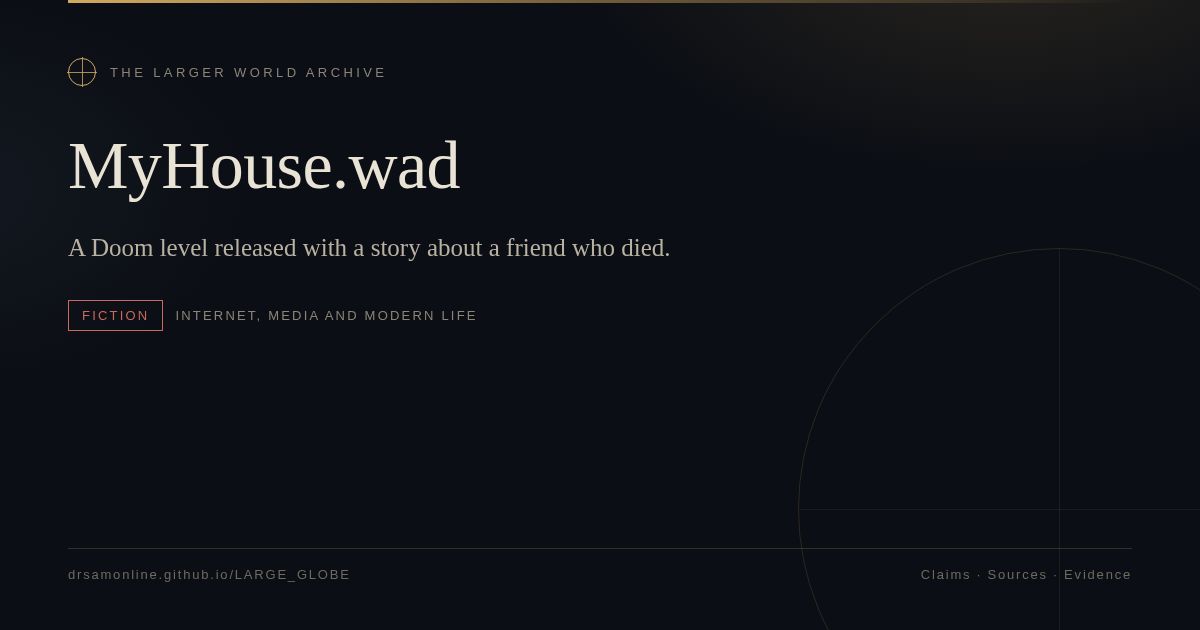 THE LARGER WORLD ARCHIVE
MyHouse.wad
A Doom level released with a story about a friend who died.
FICTION INTERNET, MEDIA AND MODERN LIFE
drsamonline.github.io/LARGE_GLOBE
Claims · Sources · Evidence